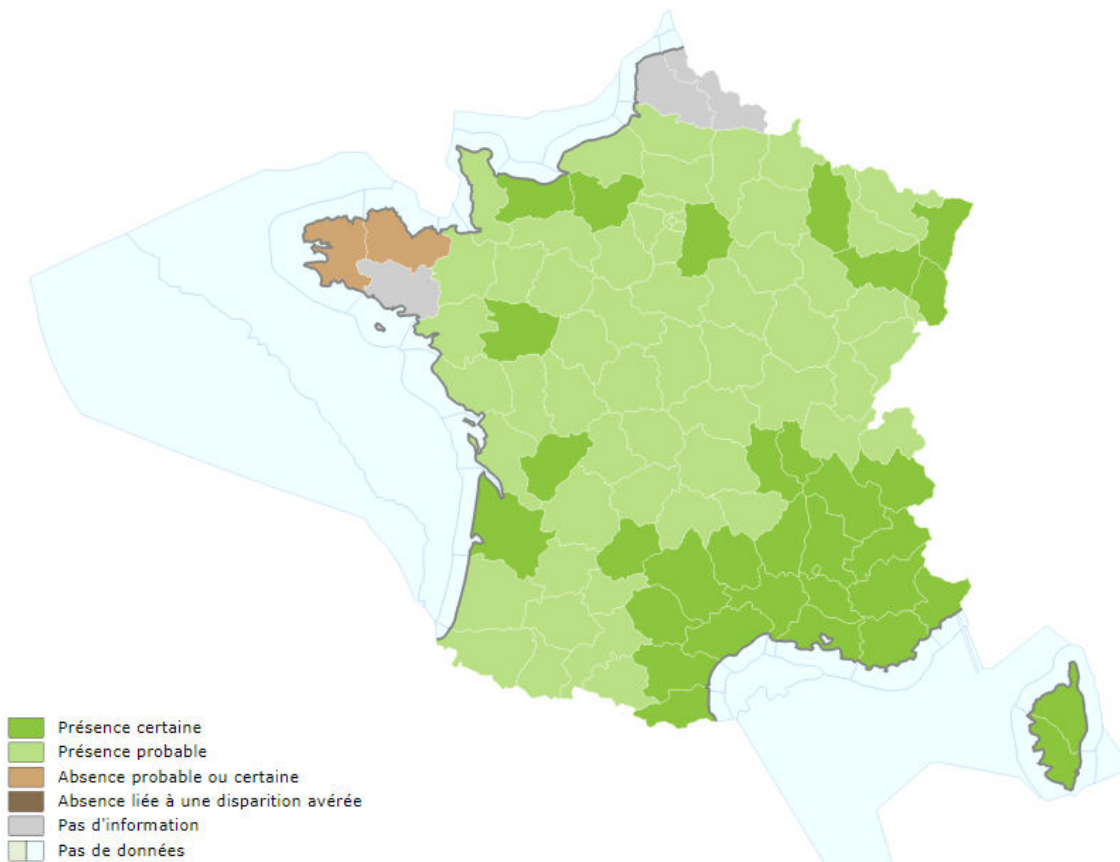 Présence certaine
Présence probable
Absence probable ou certaine
Absence liée à une disparition avérée
Pas d'information
Pas de données